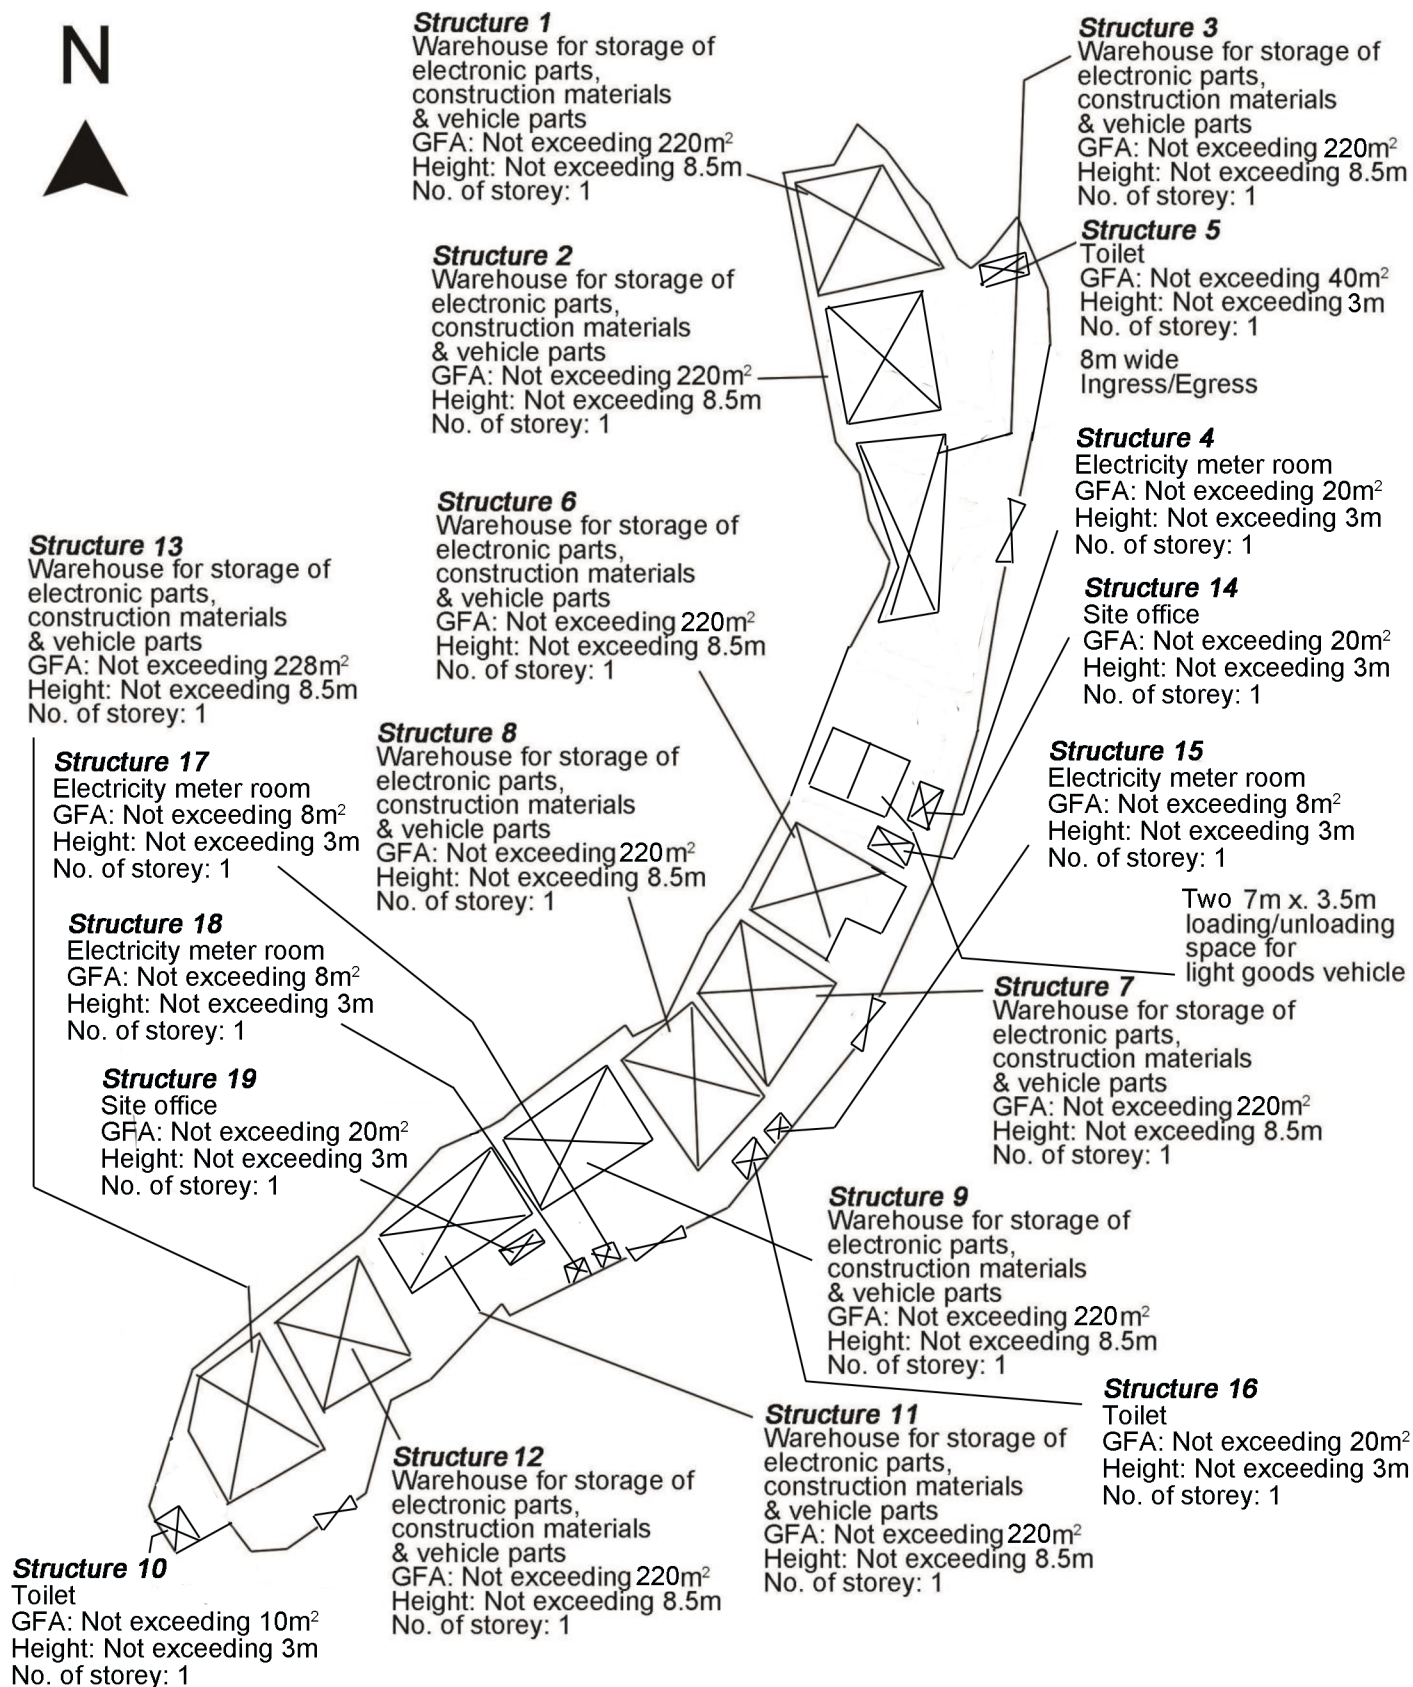 N
Structure 1
Warehouse for storage of
electronic parts,
construction materials
& vehicle parts
GFA: Not exceeding 220m²
Height: Not exceeding 8.5m
No. of storey: 1
Structure 3
Warehouse for storage of
electronic parts,
construction materials
& vehicle parts
GFA: Not exceeding 220m²
Height: Not exceeding 8.5m
No. of storey: 1
Structure 5
Toilet
GFA: Not exceeding 40m²
Height: Not exceeding 3m
No. of storey: 1
8m wide
Ingress/Egress
Structure 2
Warehouse for storage of
electronic parts,
construction materials
& vehicle parts
GFA: Not exceeding 220m²
Height: Not exceeding 8.5m
No. of storey: 1
Structure 4
Electricity meter room
GFA: Not exceeding 20m²
Height: Not exceeding 3m
No. of storey: 1
Structure 6
Warehouse for storage of
electronic parts,
construction materials
& vehicle parts
GFA: Not exceeding 220m²
Height: Not exceeding 8.5m
No. of storey: 1
Structure 13
Warehouse for storage of
electronic parts,
construction materials
& vehicle parts
GFA: Not exceeding 228m²
Height: Not exceeding 8.5m
No. of storey: 1
Structure 14
Site office
GFA: Not exceeding 20m²
Height: Not exceeding 3m
No. of storey: 1
Structure 8
Warehouse for storage of
electronic parts,
construction materials
& vehicle parts
GFA: Not exceeding 220m²
Height: Not exceeding 8.5m
No. of storey: 1
Structure 17
Electricity meter room
GFA: Not exceeding 8m²
Height: Not exceeding 3m
No. of storey: 1
Structure 15
Electricity meter room
GFA: Not exceeding 8m²
Height: Not exceeding 3m
No. of storey: 1
Two 7m x. 3.5m
loading/unloading
space for
light goods vehicle
Structure 18
Electricity meter room
GFA: Not exceeding 8m²
Height: Not exceeding 3m
No. of storey: 1
Structure 7
Warehouse for storage of
electronic parts,
construction materials
& vehicle parts
GFA: Not exceeding 220m²
Height: Not exceeding 8.5m
No. of storey: 1
Structure 19
Site office
GFA: Not exceeding 20m²
Height: Not exceeding 3m
No. of storey: 1
Structure 9
Warehouse for storage of
electronic parts,
construction materials
& vehicle parts
GFA: Not exceeding 220m²
Height: Not exceeding 8.5m
No. of storey: 1
Structure 16
Toilet
GFA: Not exceeding 20m²
Height: Not exceeding 3m
No. of storey: 1
Structure 11
Warehouse for storage of
electronic parts,
construction materials
& vehicle parts
GFA: Not exceeding 220m²
Height: Not exceeding 8.5m
No. of storey: 1
Structure 12
Warehouse for storage of
electronic parts,
construction materials
& vehicle parts
GFA: Not exceeding 220m²
Height: Not exceeding 8.5m
No. of storey: 1
Structure 10
Toilet
GFA: Not exceeding 10m²
Height: Not exceeding 3m
No. of storey: 1